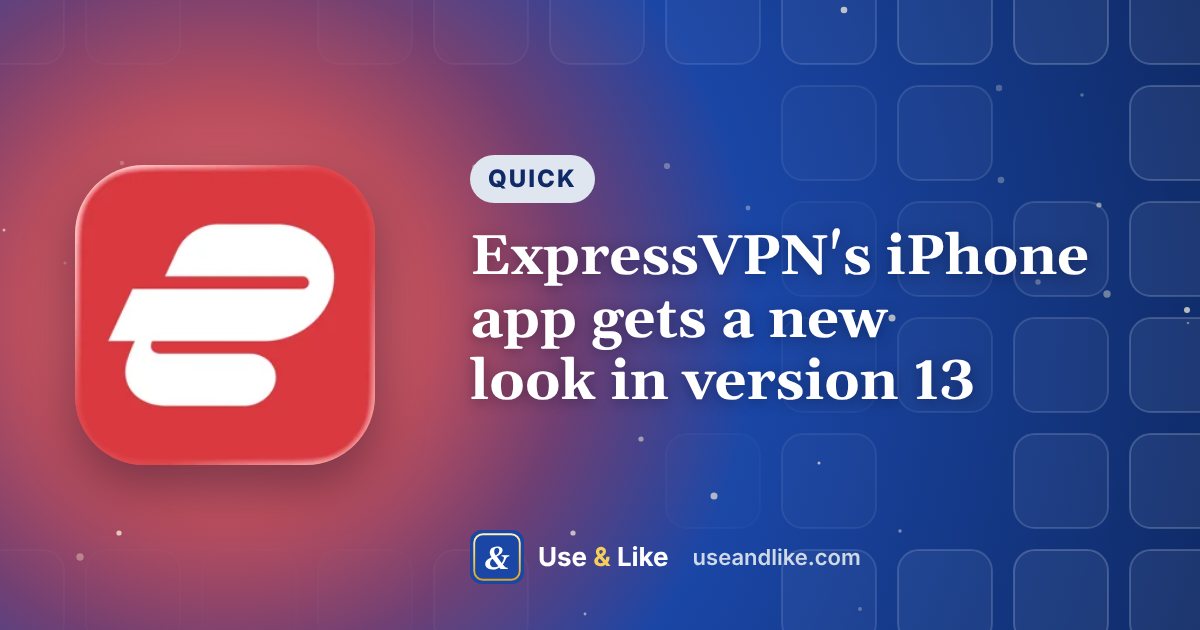 QUICK
ExpressVPN's iPhone
app gets a new
look in version 13
& Use & Like useandlike.com